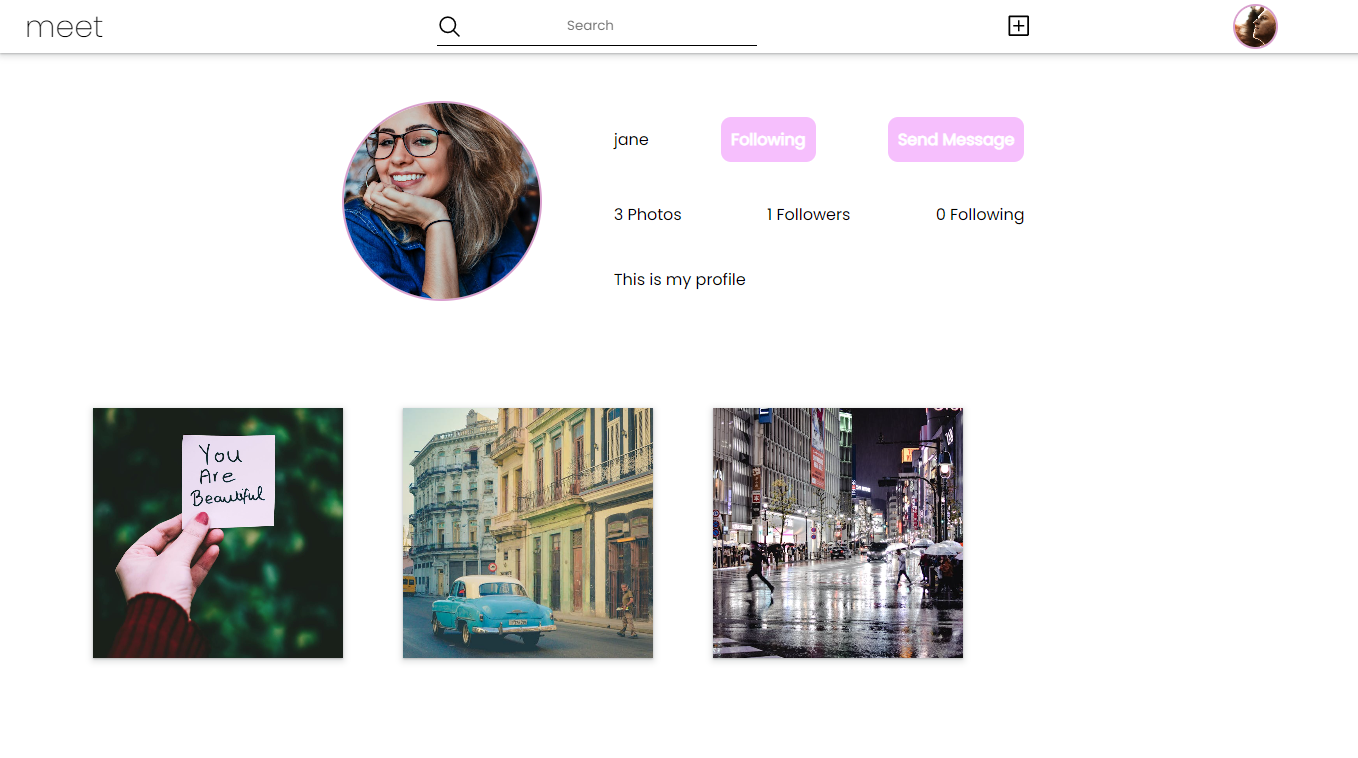 meet
Search
jane
Following
Send Message
3 Photos
1 Followers
0 Following
This is my profile
You
Are
Beautiful